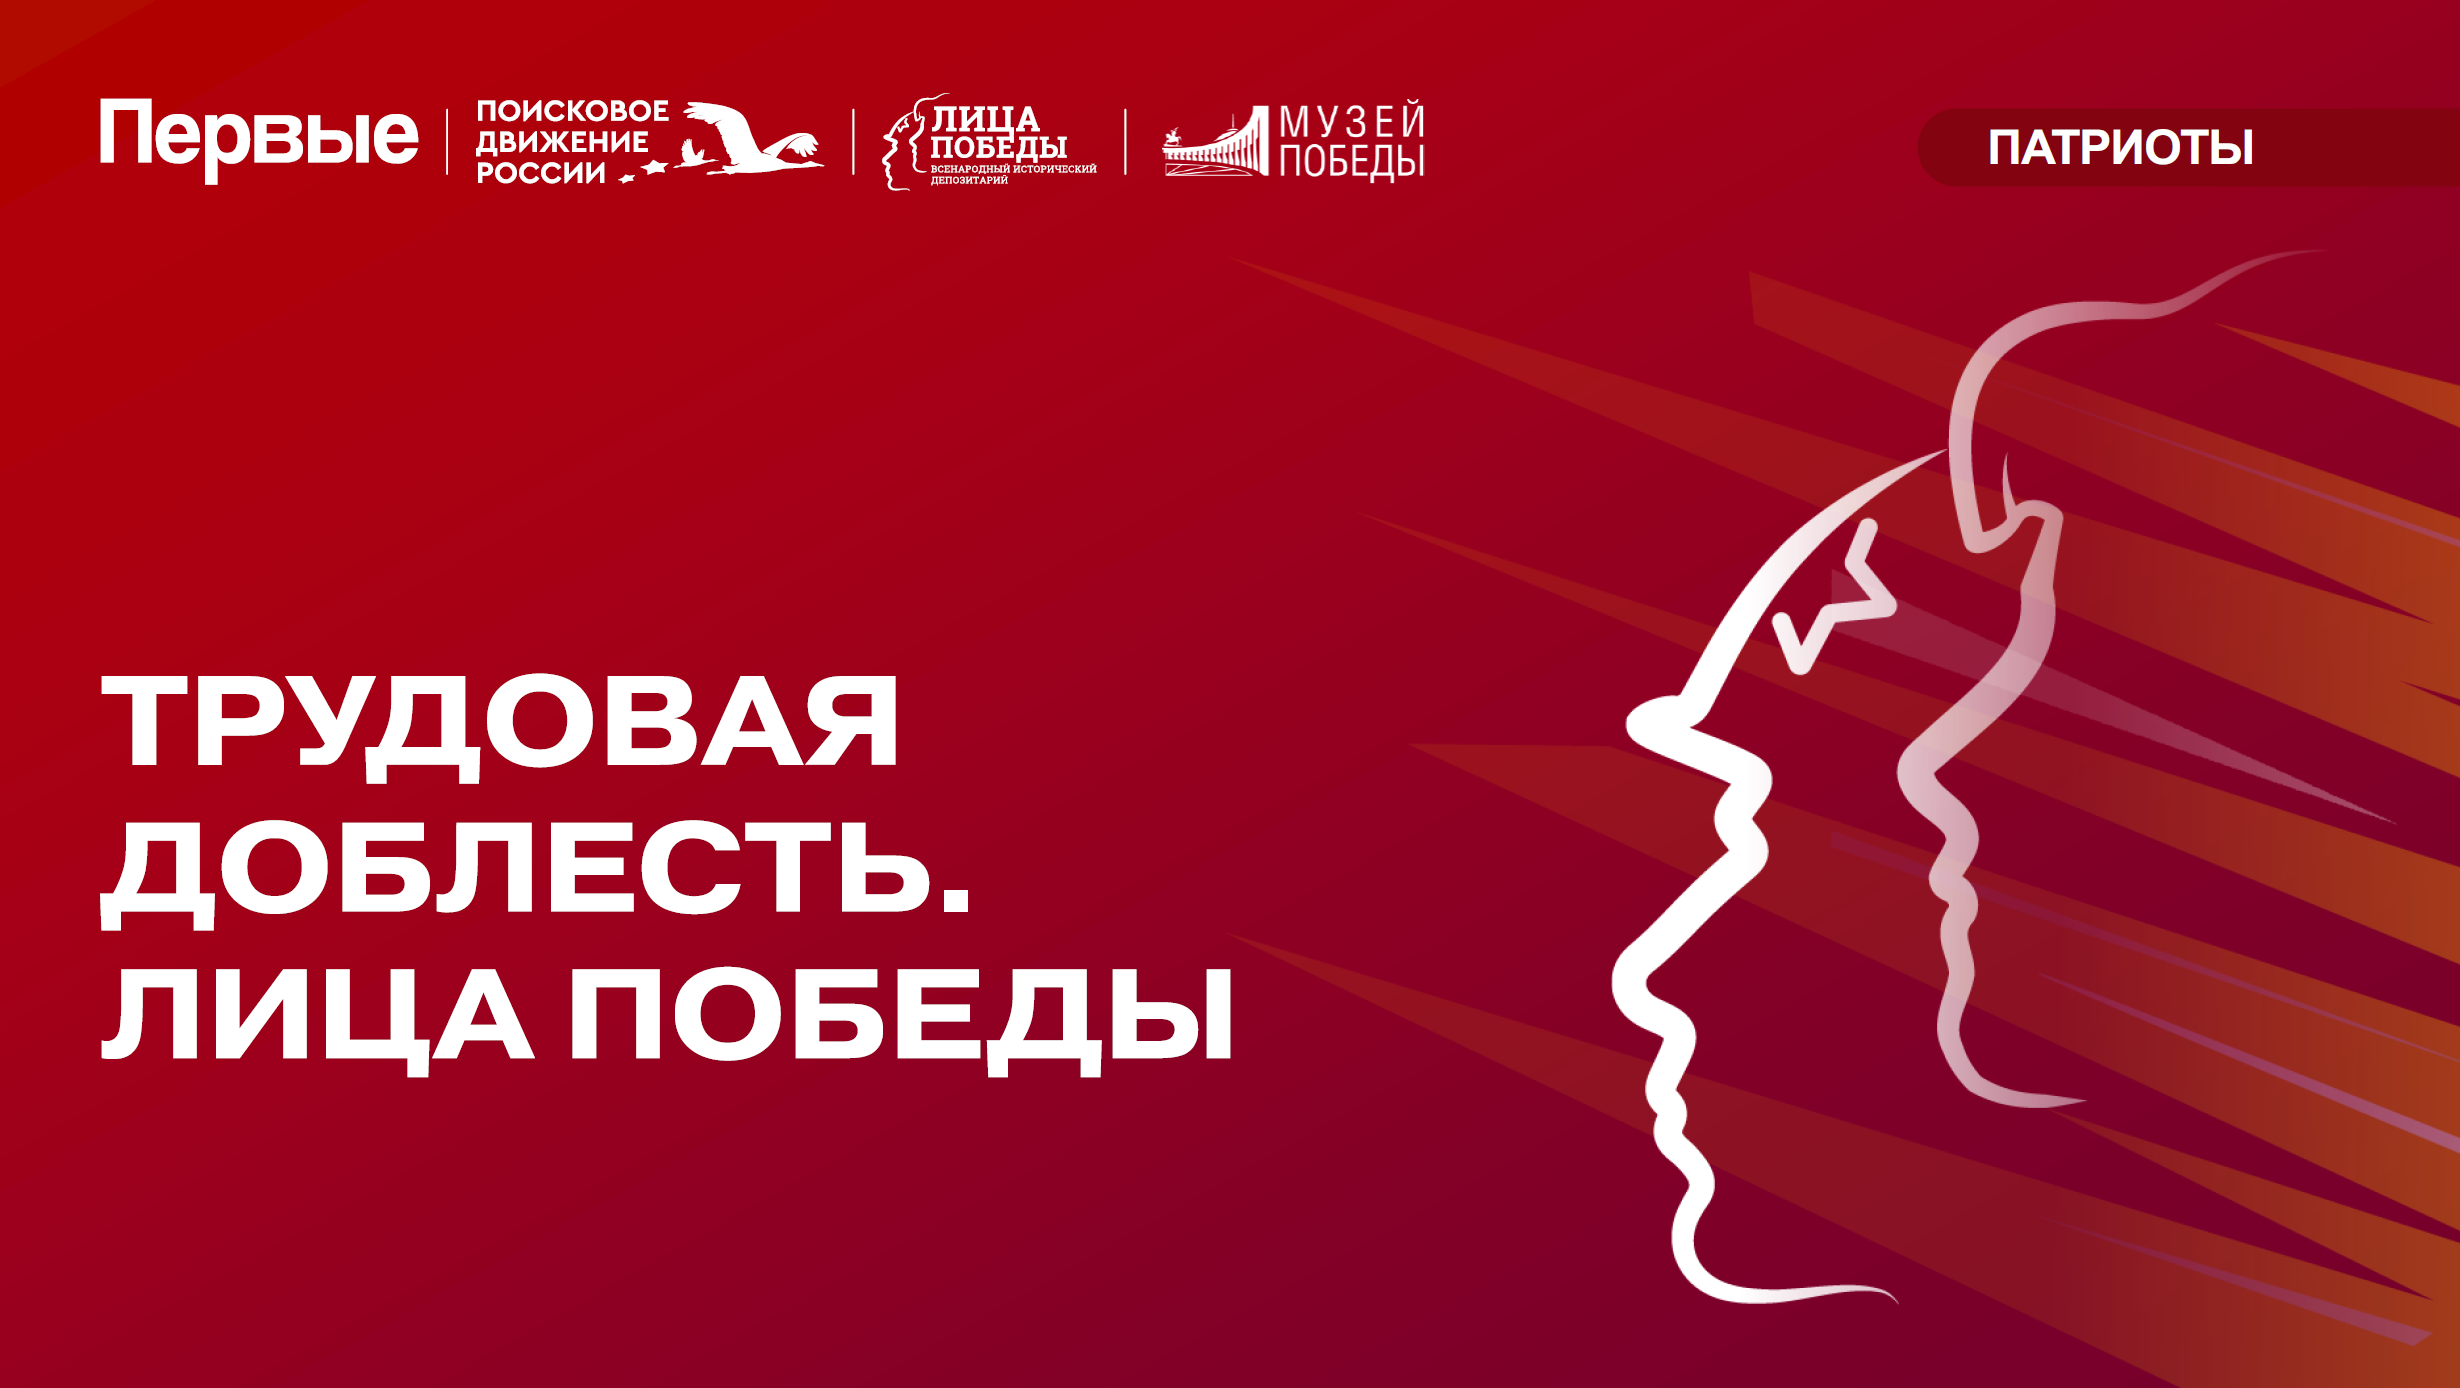 Первые
ПОИСКОВОЕ
ДВИЖЕНИЕ
РОССИИ
ЛИЦА
ПОБЕДЫ
ВСЕНАРОДНЫЙ ИСТОРИЧЕСКИЙ
ДЕПОЗИТАРИЙ
МУЗЕЙ
ПОБЕДЫ
ПАТРИОТЫ
ТРУДОВАЯ
ДОБЛЕСТЬ.
ЛИЦА ПОБЕДЫ